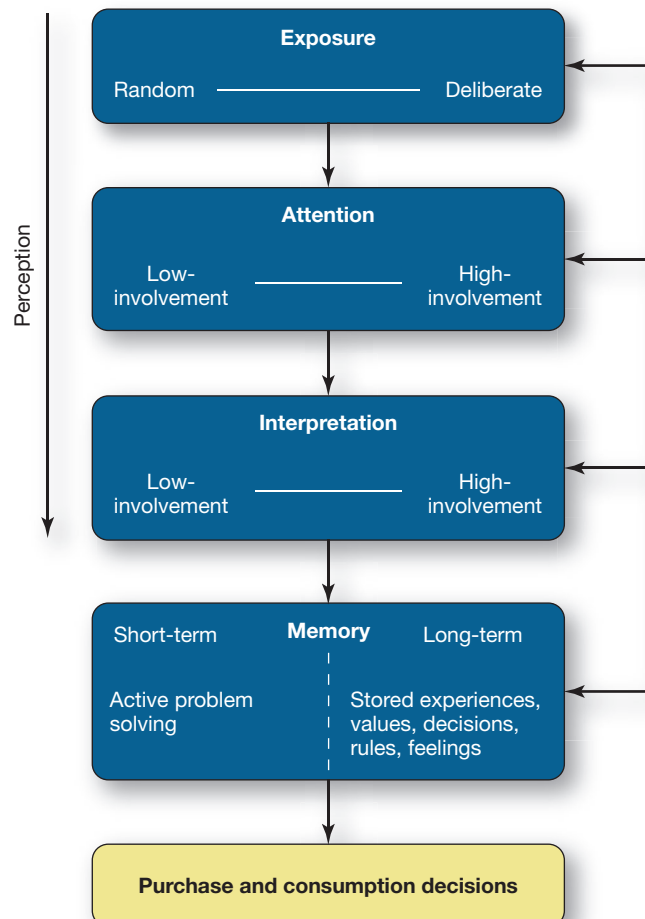 Exposure
Random Deliberate
Perception
Attention
Low-
involvement
High-
involvement
Interpretation
Low-
involvement
High-
involvement
Short-term Memory Long-term
Active problem
solving
Stored experiences,
values, decisions,
rules, feelings
Purchase and consumption decisions